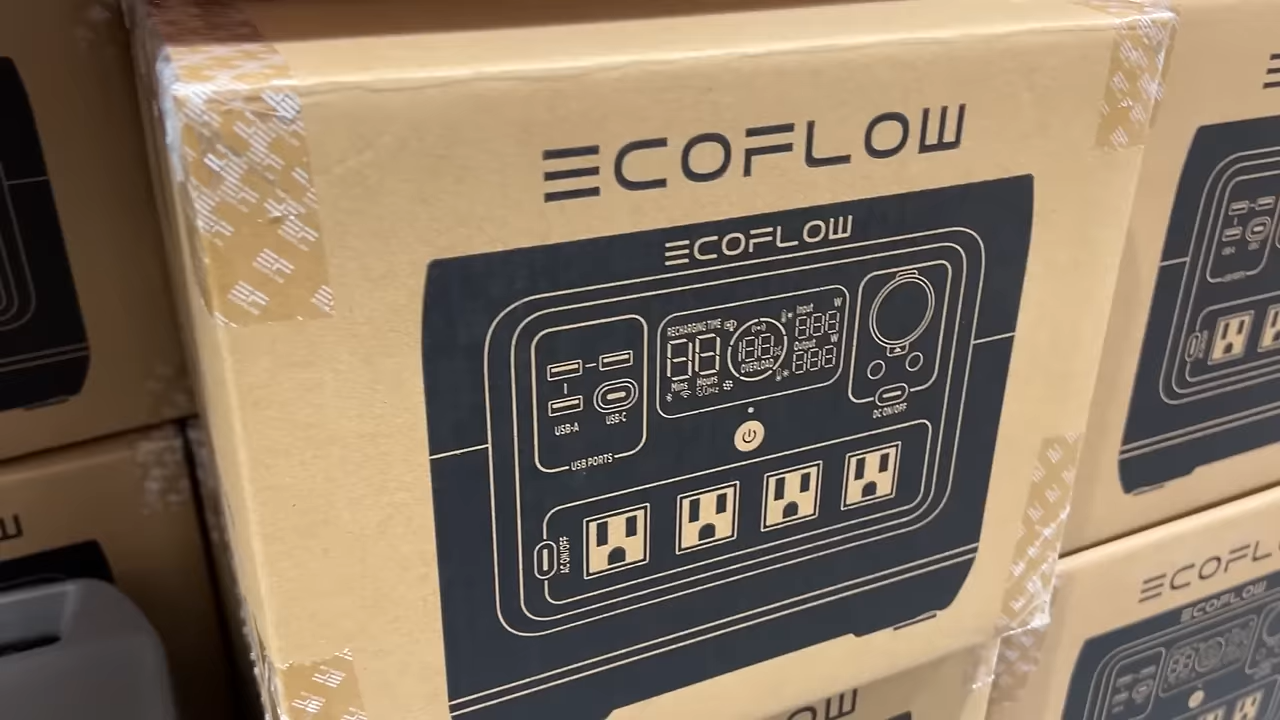 ECOFLOW
ECOFLOW
RECHARGING TIME
Input
W
188
888
Output
W
888
188
%
OVERLOAD
Mins
Hours
60Hz
USB-A
USB-C
USB PORTS
DC ON/OFF
AC ON/OFF
ECOFLOW
ECOFLOW